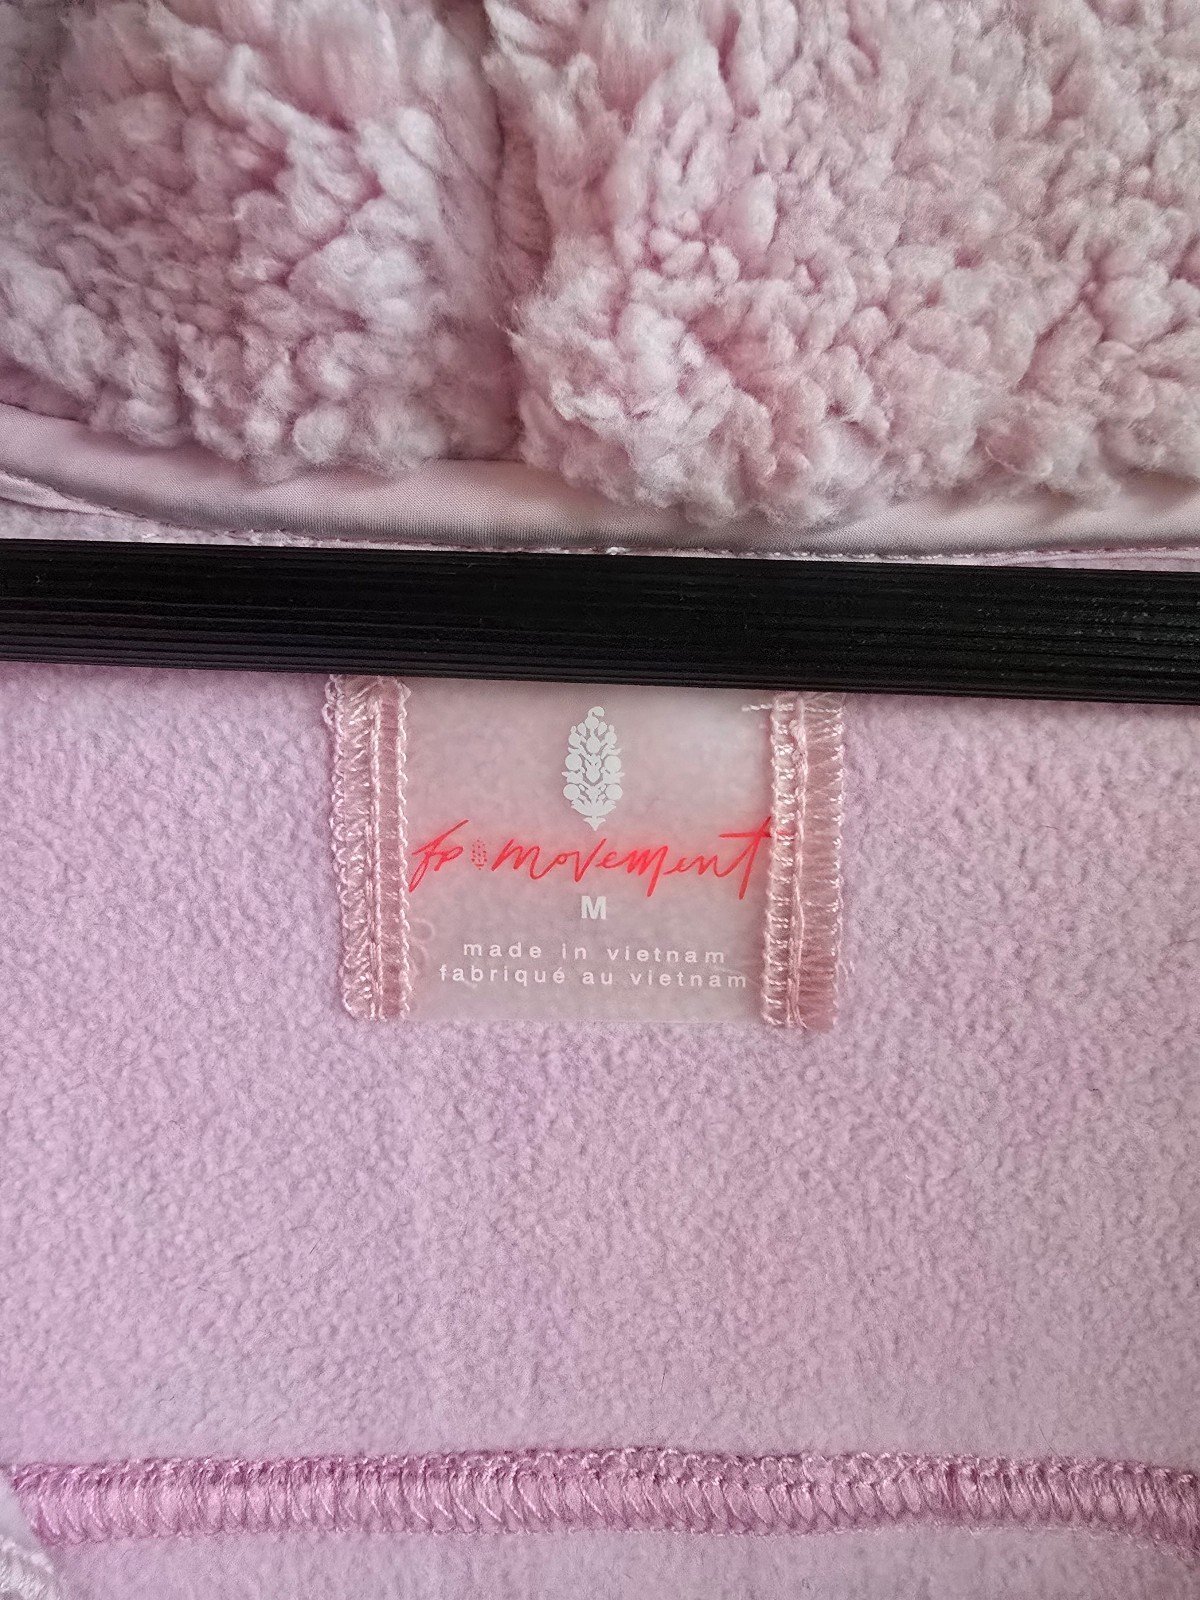 fp movement
M
made in vietnam
fabriqué au vietnam